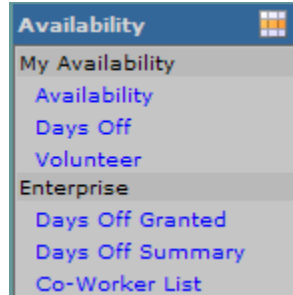 Availability
My Availability
Availability
Days Off
Volunteer
Enterprise
Days Off Granted
Days Off Summary
Co-Worker List